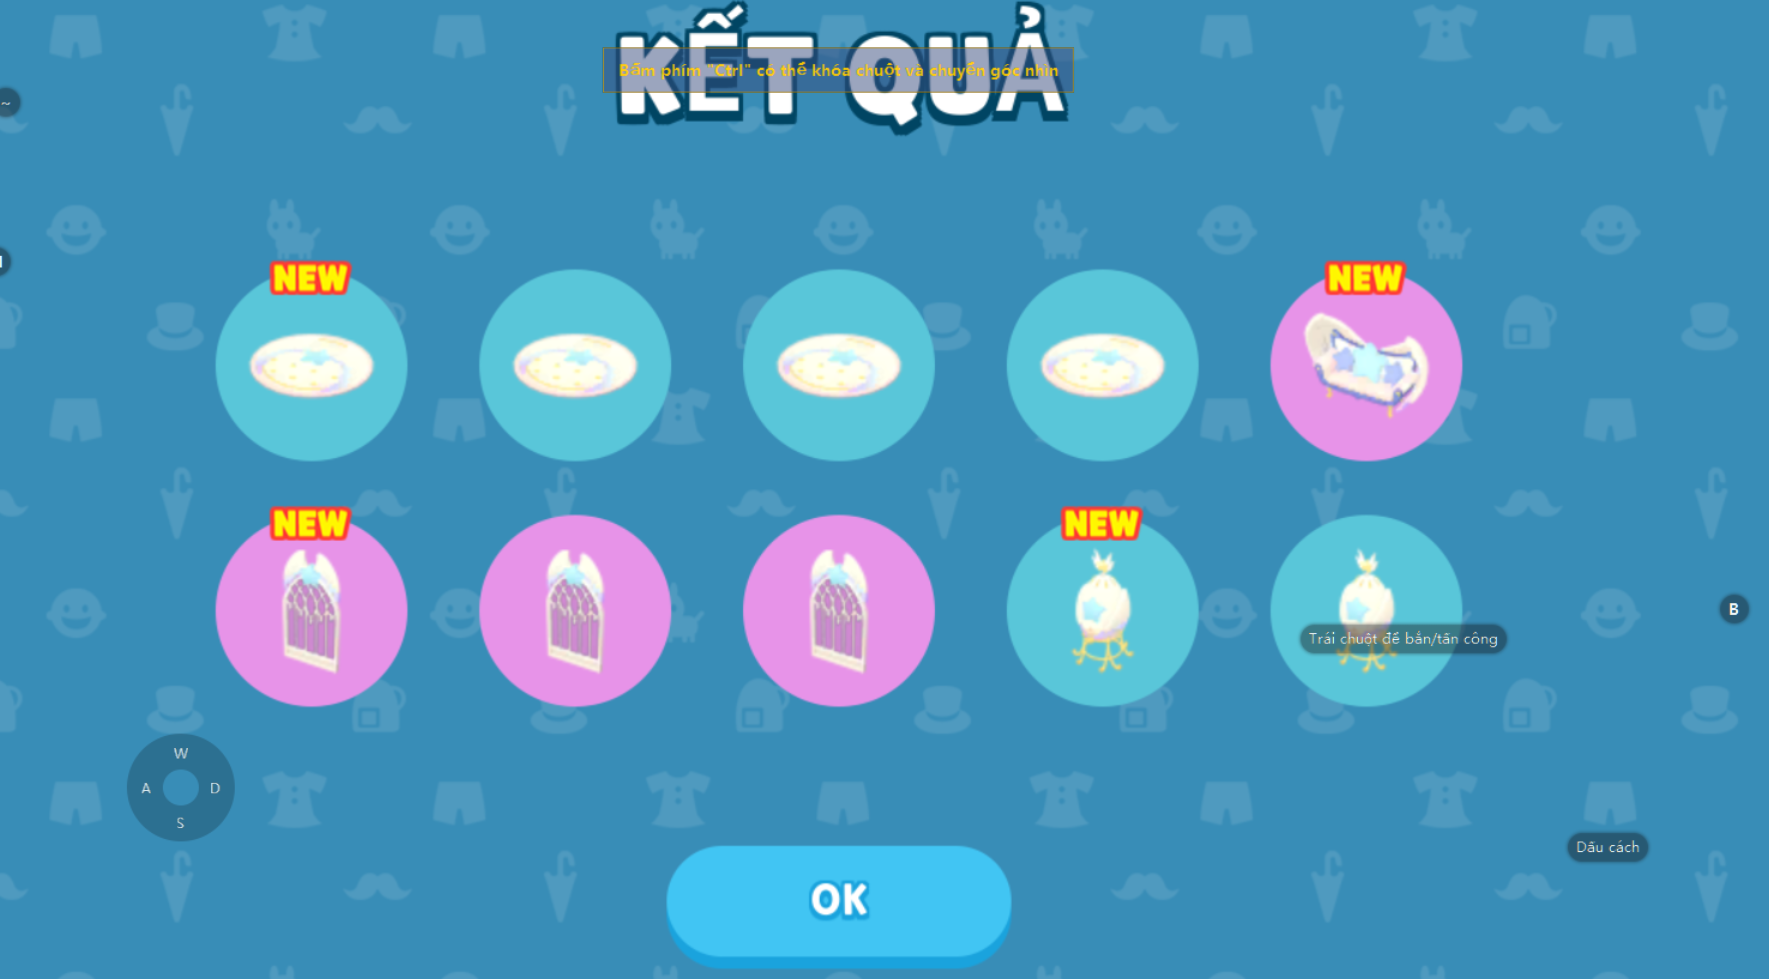 KẾT QUẢ
Bấm phím "Ctrl" có thể khóa chuột và chuyển góc nhìn
~
NEW
NEW
NEW
NEW
B
Trái chuột để bắn/tấn công
W
A
D
S
Dấu cách
OK